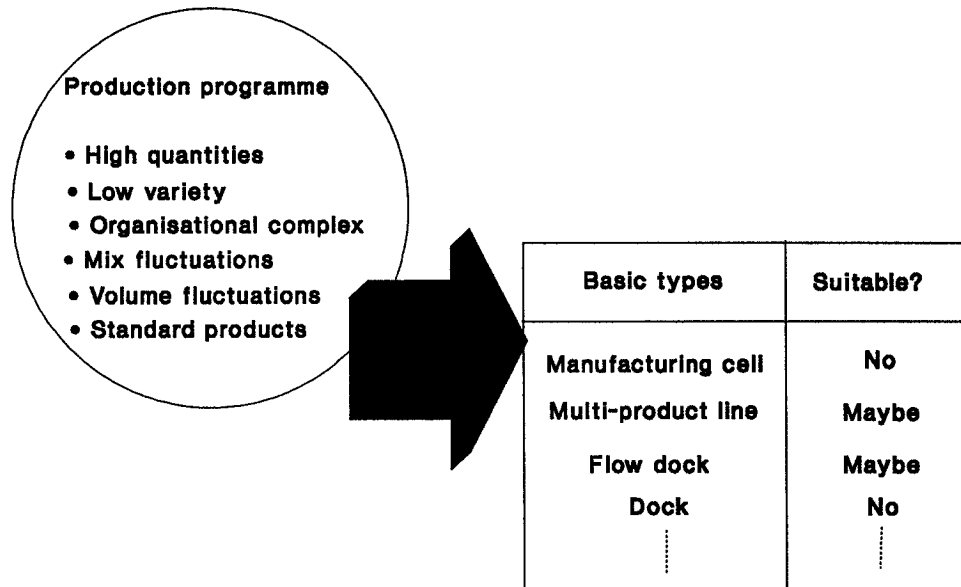 Production programme
• High quantities
• Low variety
• Organisational complex
• Mix fluctuations
• Volume fluctuations
• Standard products
Basic types Suitable?
Manufacturing cell No
Multi-product line Maybe
Flow dock Maybe
Dock No